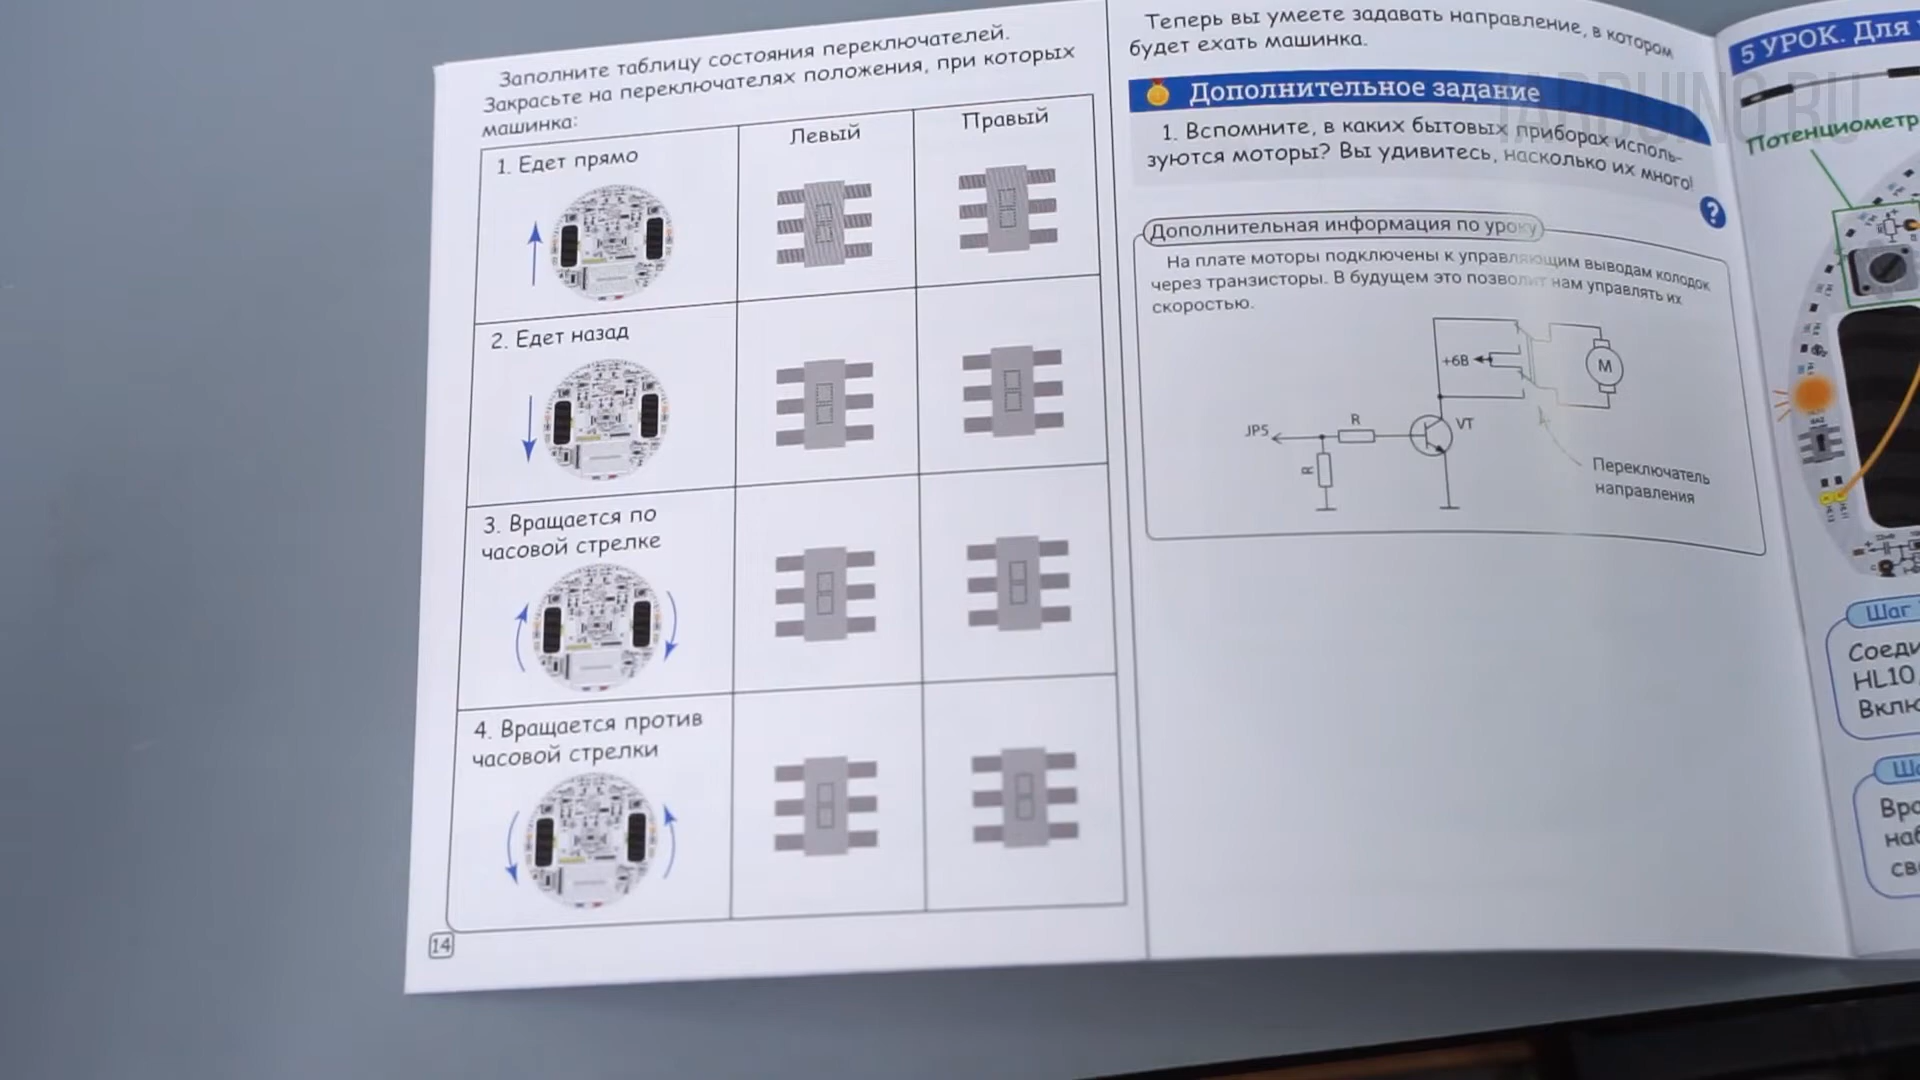 Заполните таблицу состояния переключателей.
Закрасьте на переключателях положения, при которых
машинка:
Левый
Правый
1. Едет прямо
2. Едет назад
3. Вращается по
часовой стрелке
4. Вращается против
часовой стрелки
14
Теперь вы умеете задавать направление, в котором
будет ехать машинка.
Дополнительное задание
1. Вспомните, в каких бытовых приборах исполь-
зуются моторы? Вы удивитесь, насколько их много!
?
Дополнительная информация по уроку
На плате моторы подключены к управляющим выводам колодок
через транзисторы. В будущем это позволит нам управлять их
скоростью.
+6В
M
R
VT
JP5
R
Переключатель
направления
5 УРОК. Для
Потенциометр
Шаг
Соеди
HL10,
Вклю
Ша
Вра
наб
св